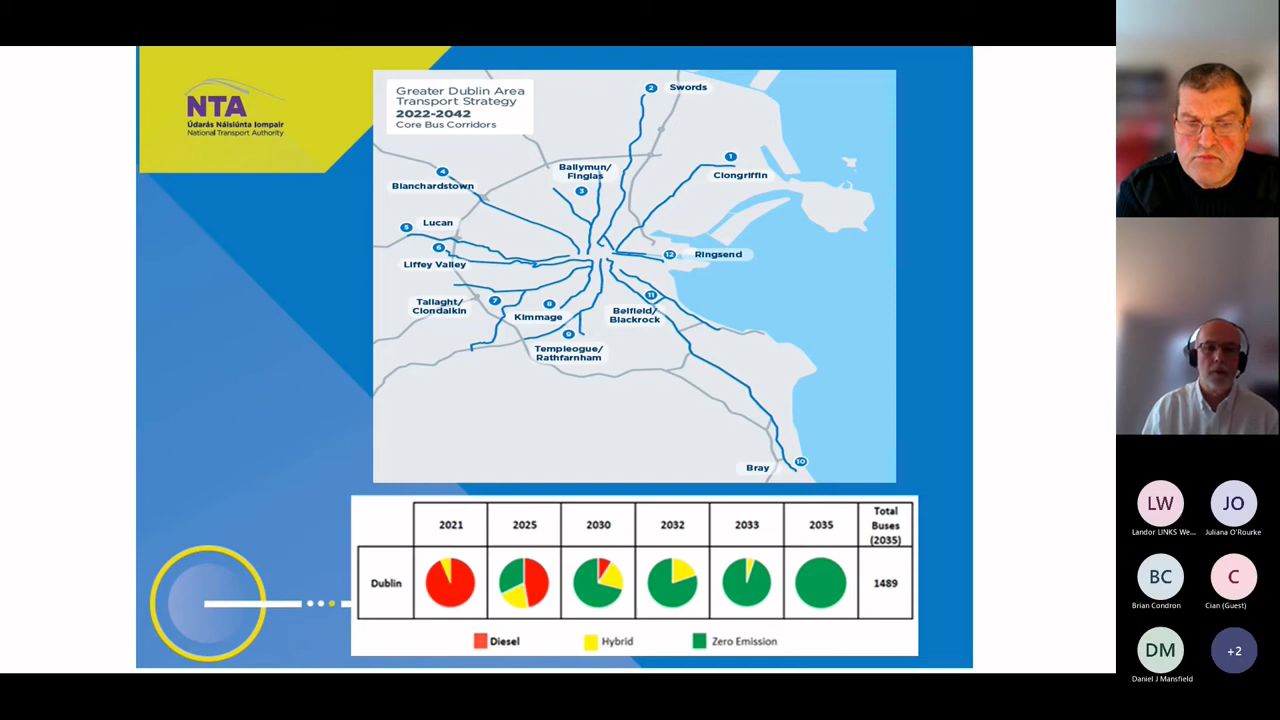 NTA
Údarás Náisiúnta Iompair
National Transport Authority
Greater Dublin Area
Transport Strategy
2022-2042
Core Bus Corridors
2
Swords
1
Clongriffin
Ballymun/
Finglas
3
4
Blanchardstown
5
Lucan
6
Liffey Valley
12
Ringsend
Tallaght/
Clondalkin
7
8
Kimmage
11
Belfield/
Blackrock
9
Templeogue/
Rathfarnham
Bray
10
2021
2025
2030
2032
2033
2035
Total
Buses
(2035)
Dublin
1489
Diesel
Hybrid
Zero Emission
LW
Landor LINKS We...
JO
Juliana O'Rourke
BC
Brian Condron
C
Cian (Guest)
DM
Daniel J Mansfield
+2